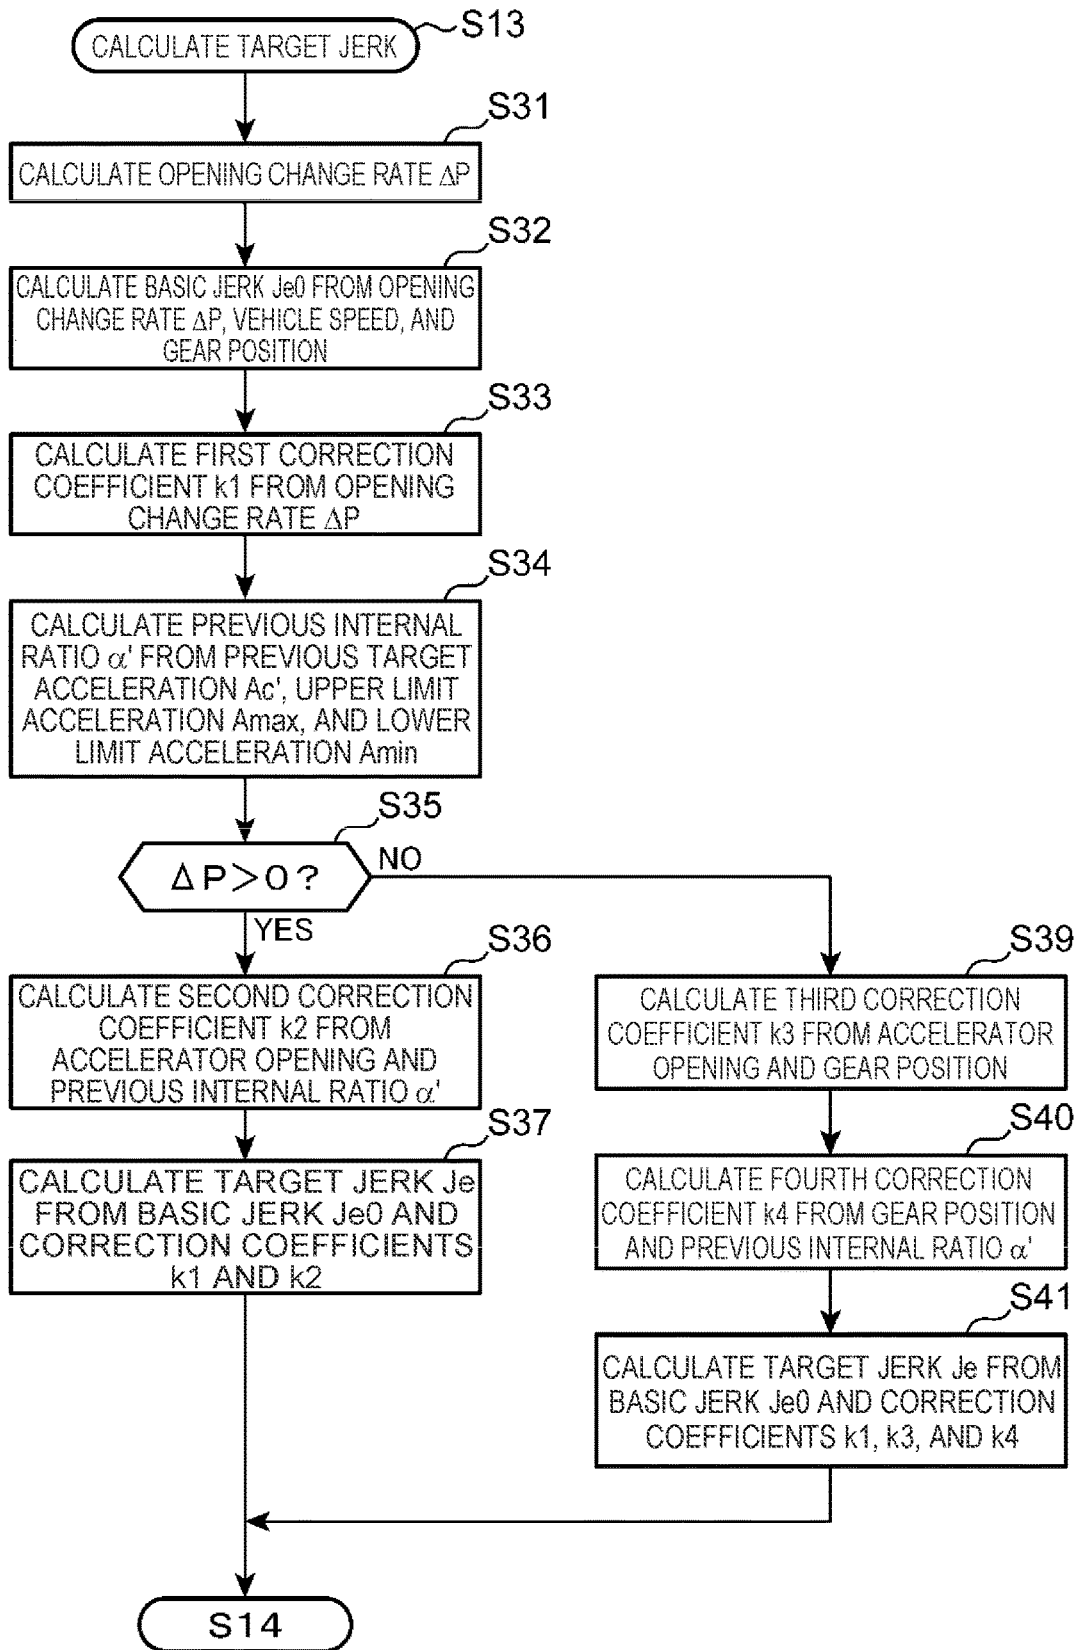 S13
CALCULATE TARGET JERK
S31
CALCULATE OPENING CHANGE RATE ΔP
S32
CALCULATE BASIC JERK Je0 FROM OPENING
CHANGE RATE ΔP, VEHICLE SPEED, AND
GEAR POSITION
S33
CALCULATE FIRST CORRECTION
COEFFICIENT k1 FROM OPENING
CHANGE RATE ΔP
S34
CALCULATE PREVIOUS INTERNAL
RATIO α' FROM PREVIOUS TARGET
ACCELERATION Ac', UPPER LIMIT
ACCELERATION Amax, AND LOWER
LIMIT ACCELERATION Amin
S35
ΔP>0?
NO
YES
S36
CALCULATE SECOND CORRECTION
COEFFICIENT k2 FROM
ACCELERATOR OPENING AND
PREVIOUS INTERNAL RATIO α'
S37
CALCULATE TARGET JERK Je
FROM BASIC JERK Je0 AND
CORRECTION COEFFICIENTS
k1 AND k2
S39
CALCULATE THIRD CORRECTION
COEFFICIENT k3 FROM ACCELERATOR
OPENING AND GEAR POSITION
S40
CALCULATE FOURTH CORRECTION
COEFFICIENT k4 FROM GEAR POSITION
AND PREVIOUS INTERNAL RATIO α'
S41
CALCULATE TARGET JERK Je FROM
BASIC JERK Je0 AND CORRECTION
COEFFICIENTS k1, k3, AND k4
S14